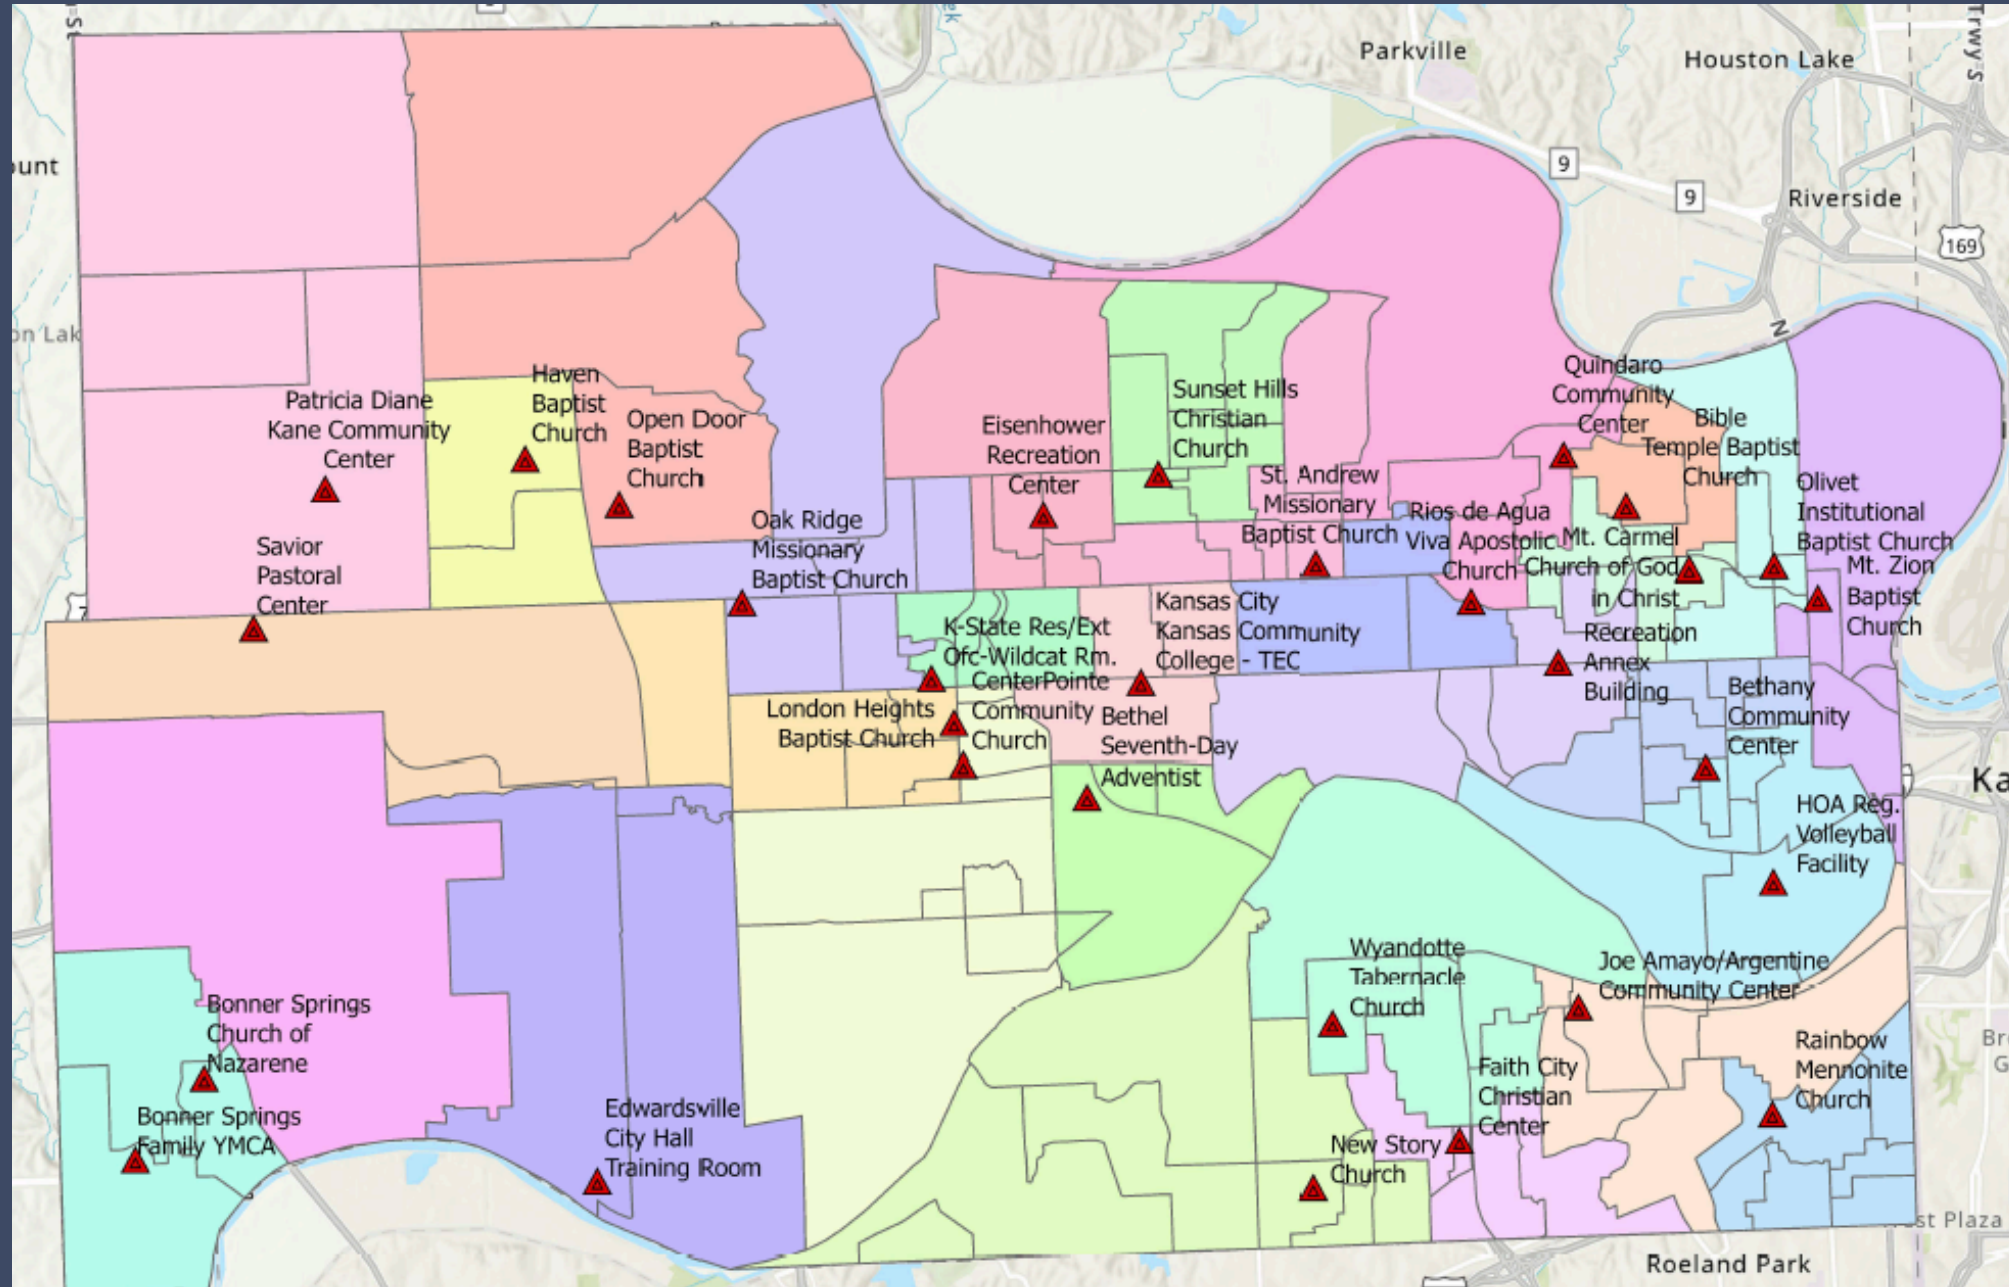 Parkville
Houston Lake
9
9
Riverside
169
Haven
Baptist
Church
Patricia Diane
Kane Community
Center
Open Door
Baptist
Church
Savior
Pastoral
Center
Oak Ridge
Missionary
Baptist Church
Eisenhower
Recreation
Center
Sunset Hills
Christian
Church
St. Andrew
Missionary
Baptist Church
Quindaro
Community
Center
Bible
Temple Baptist
Church
Rios de Agua
Viva Apostolic
Church
Mt. Carmel
Church of God
in Christ
Olivet
Institutional
Baptist Church
Mt. Zion
Baptist
Church
K-State Res/Ext
Ofc-Wildcat Rm.
Kansas City
Kansas Community
College - TEC
Recreation
Annex
Building
London Heights
Baptist Church
CenterPointe
Community
Church
Bethel
Seventh-Day
Adventist
Bethany
Community
Center
HOA Reg.
Volleyball
Facility
Ka
Wyandotte
Tabernacle
Church
Joe Amayo/Argentine
Community Center
Bonner Springs
Church of
Nazarene
Bonner Springs
Family YMCA
Edwardsville
City Hall
Training Room
Faith City
Christian
Center
New Story
Church
Rainbow
Mennonite
Church
Roeland Park